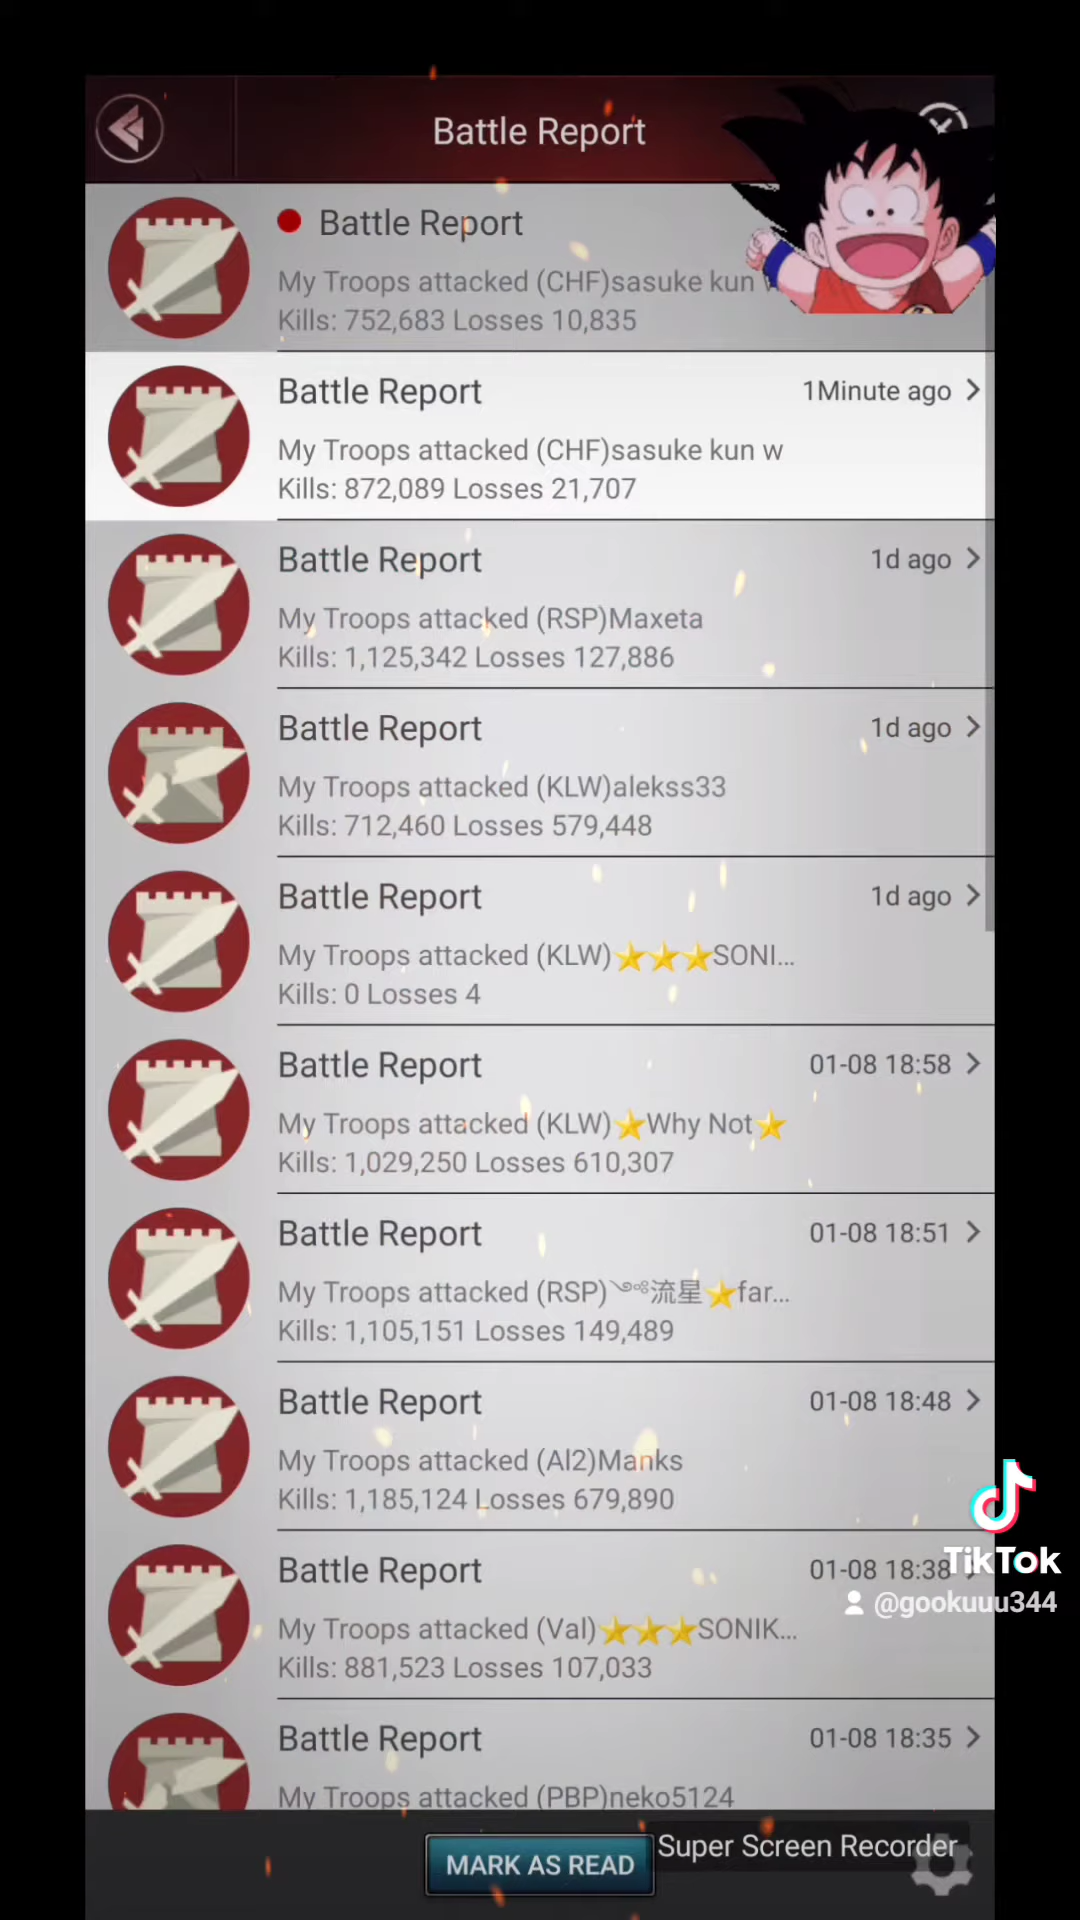 Battle Report
Battle Report
My Troops attacked (CHF)sasuke kun
Kills: 752,683 Losses 10,835
Battle Report
1Minute ago
My Troops attacked (CHF)sasuke kun w
Kills: 872,089 Losses 21,707
Battle Report
1d ago
My Troops attacked (RSP)Maxeta
Kills: 1,125,342 Losses 127,886
Battle Report
1d ago
My Troops attacked (KLW)alekss33
Kills: 712,460 Losses 579,448
Battle Report
1d ago
My Troops attacked (KLW)⭐⭐⭐SONI...
Kills: 0 Losses 4
Battle Report
01-08 18:58
My Troops attacked (KLW)⭐Why Not⭐
Kills: 1,029,250 Losses 610,307
Battle Report
01-08 18:51
My Troops attacked (RSP)༺流星⭐far...
Kills: 1,105,151 Losses 149,489
Battle Report
01-08 18:48
My Troops attacked (Al2)Manks
Kills: 1,185,124 Losses 679,890
Battle Report
01-08 18:38
My Troops attacked (Val)⭐⭐⭐SONIK...
Kills: 881,523 Losses 107,033
Battle Report
01-08 18:35
My Troops attacked (PBP)neko5124
TikTok
@gookuuu344
Super Screen Recorder
MARK AS READ